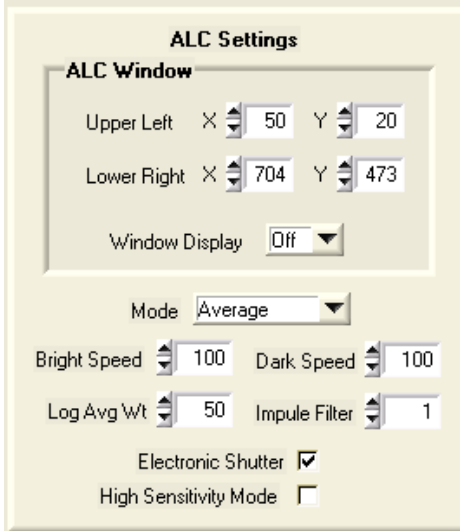 ALC Settings
ALC Window
Upper Left X 50 Y 20
Lower Right X 704 Y 473
Window Display Off
Mode Average
Bright Speed 100 Dark Speed 100
Log Avg Wt 50 Impule Filter 1
Electronic Shutter
High Sensitivity Mode